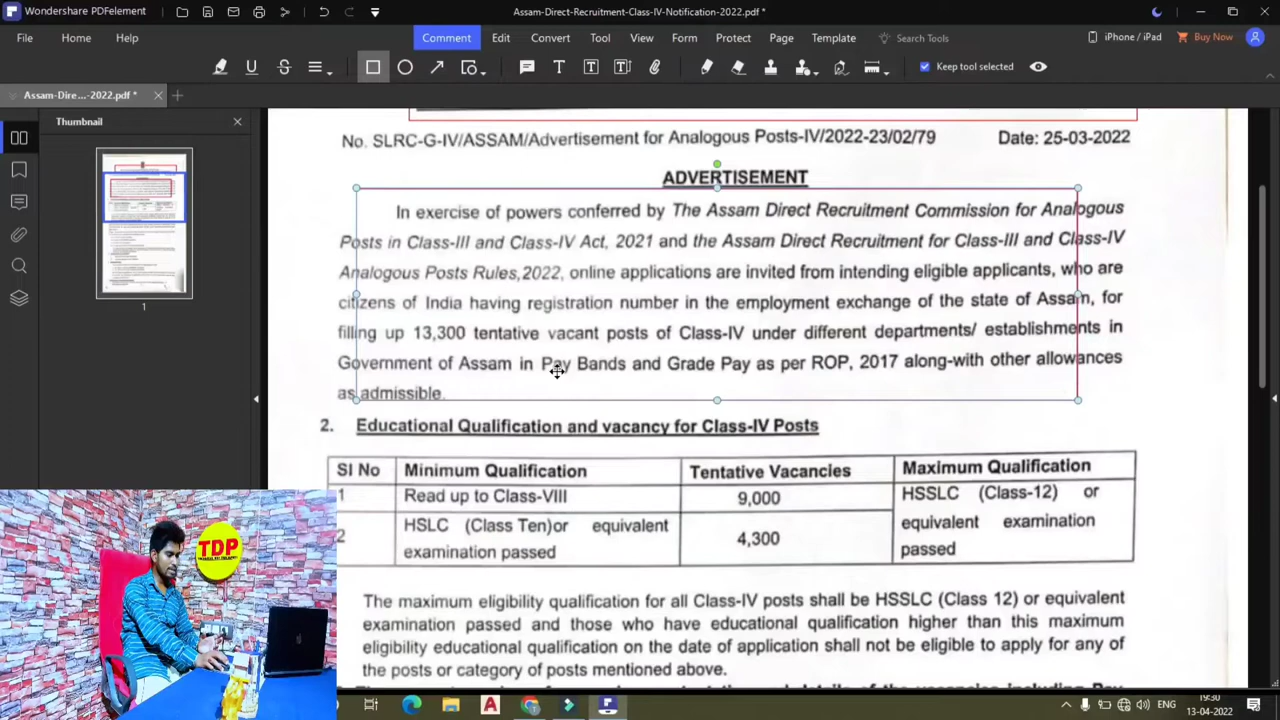 Wondershare PDFelement
Assam-Direct-Recruitment-Class-IV-Notification-2022.pdf *
File Home Help Comment Edit Convert Tool View Form Protect Page Template Search Tools iPhone / iPad Buy Now
Keep tool selected
Assam-Dire...-2022.pdf *
Thumbnail
1
No. SLRC-G-IV/ASSAM/Advertisement for Analogous Posts-IV/2022-23/02/79 Date: 25-03-2022
ADVERTISEMENT
In exercise of powers conferred by The Assam Direct Recruitment Commission for Analogous
Posts in Class-III and Class-IV Act, 2021 and the Assam Direct Recruitment for Class-III and Class-IV
Analogous Posts Rules,2022, online applications are invited from intending eligible applicants, who are
citizens of India having registration number in the employment exchange of the state of Assam, for
filling up 13,300 tentative vacant posts of Class-IV under different departments/ establishments in
Government of Assam in Pay Bands and Grade Pay as per ROP, 2017 along-with other allowances
as admissible.
2. Educational Qualification and vacancy for Class-IV Posts
SI No Minimum Qualification Tentative Vacancies Maximum Qualification
1 Read up to Class-VIII 9,000 HSSLC (Class-12) or
equivalent examination
passed
2 HSLC (Class Ten)or equivalent
examination passed 4,300
The maximum eligibility qualification for all Class-IV posts shall be HSSLC (Class 12) or equivalent
examination passed and those who have educational qualification higher than this maximum
eligibility educational qualification on the date of application shall not be eligible to apply for any of
the posts or category of posts mentioned above.
TDP
ENG
19:30
13-04-2022